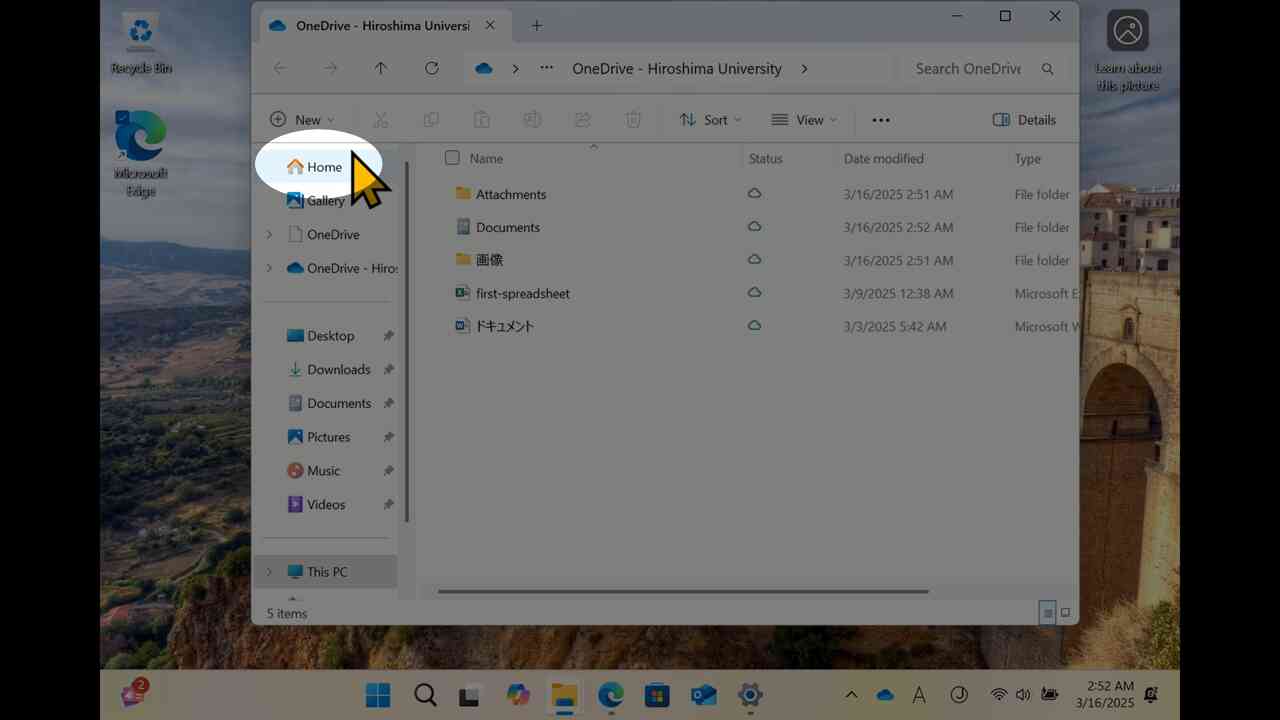 Recycle Bin
Microsoft
Edge
Learn about
this picture
OneDrive - Hiroshima Universi
OneDrive - Hiroshima University
Search OneDrive
New
Sort
View
Details
Home
Gallery
OneDrive
OneDrive - Hiros
Desktop
Downloads
Documents
Pictures
Music
Videos
This PC
Name Status Date modified Type
Attachments 3/16/2025 2:51 AM File folder
Documents 3/16/2025 2:52 AM File folder
画像 3/16/2025 2:51 AM File folder
first-spreadsheet 3/9/2025 12:38 AM Microsoft E
ドキュメント 3/3/2025 5:42 AM Microsoft W
5 items
2
A
2:52 AM
3/16/2025